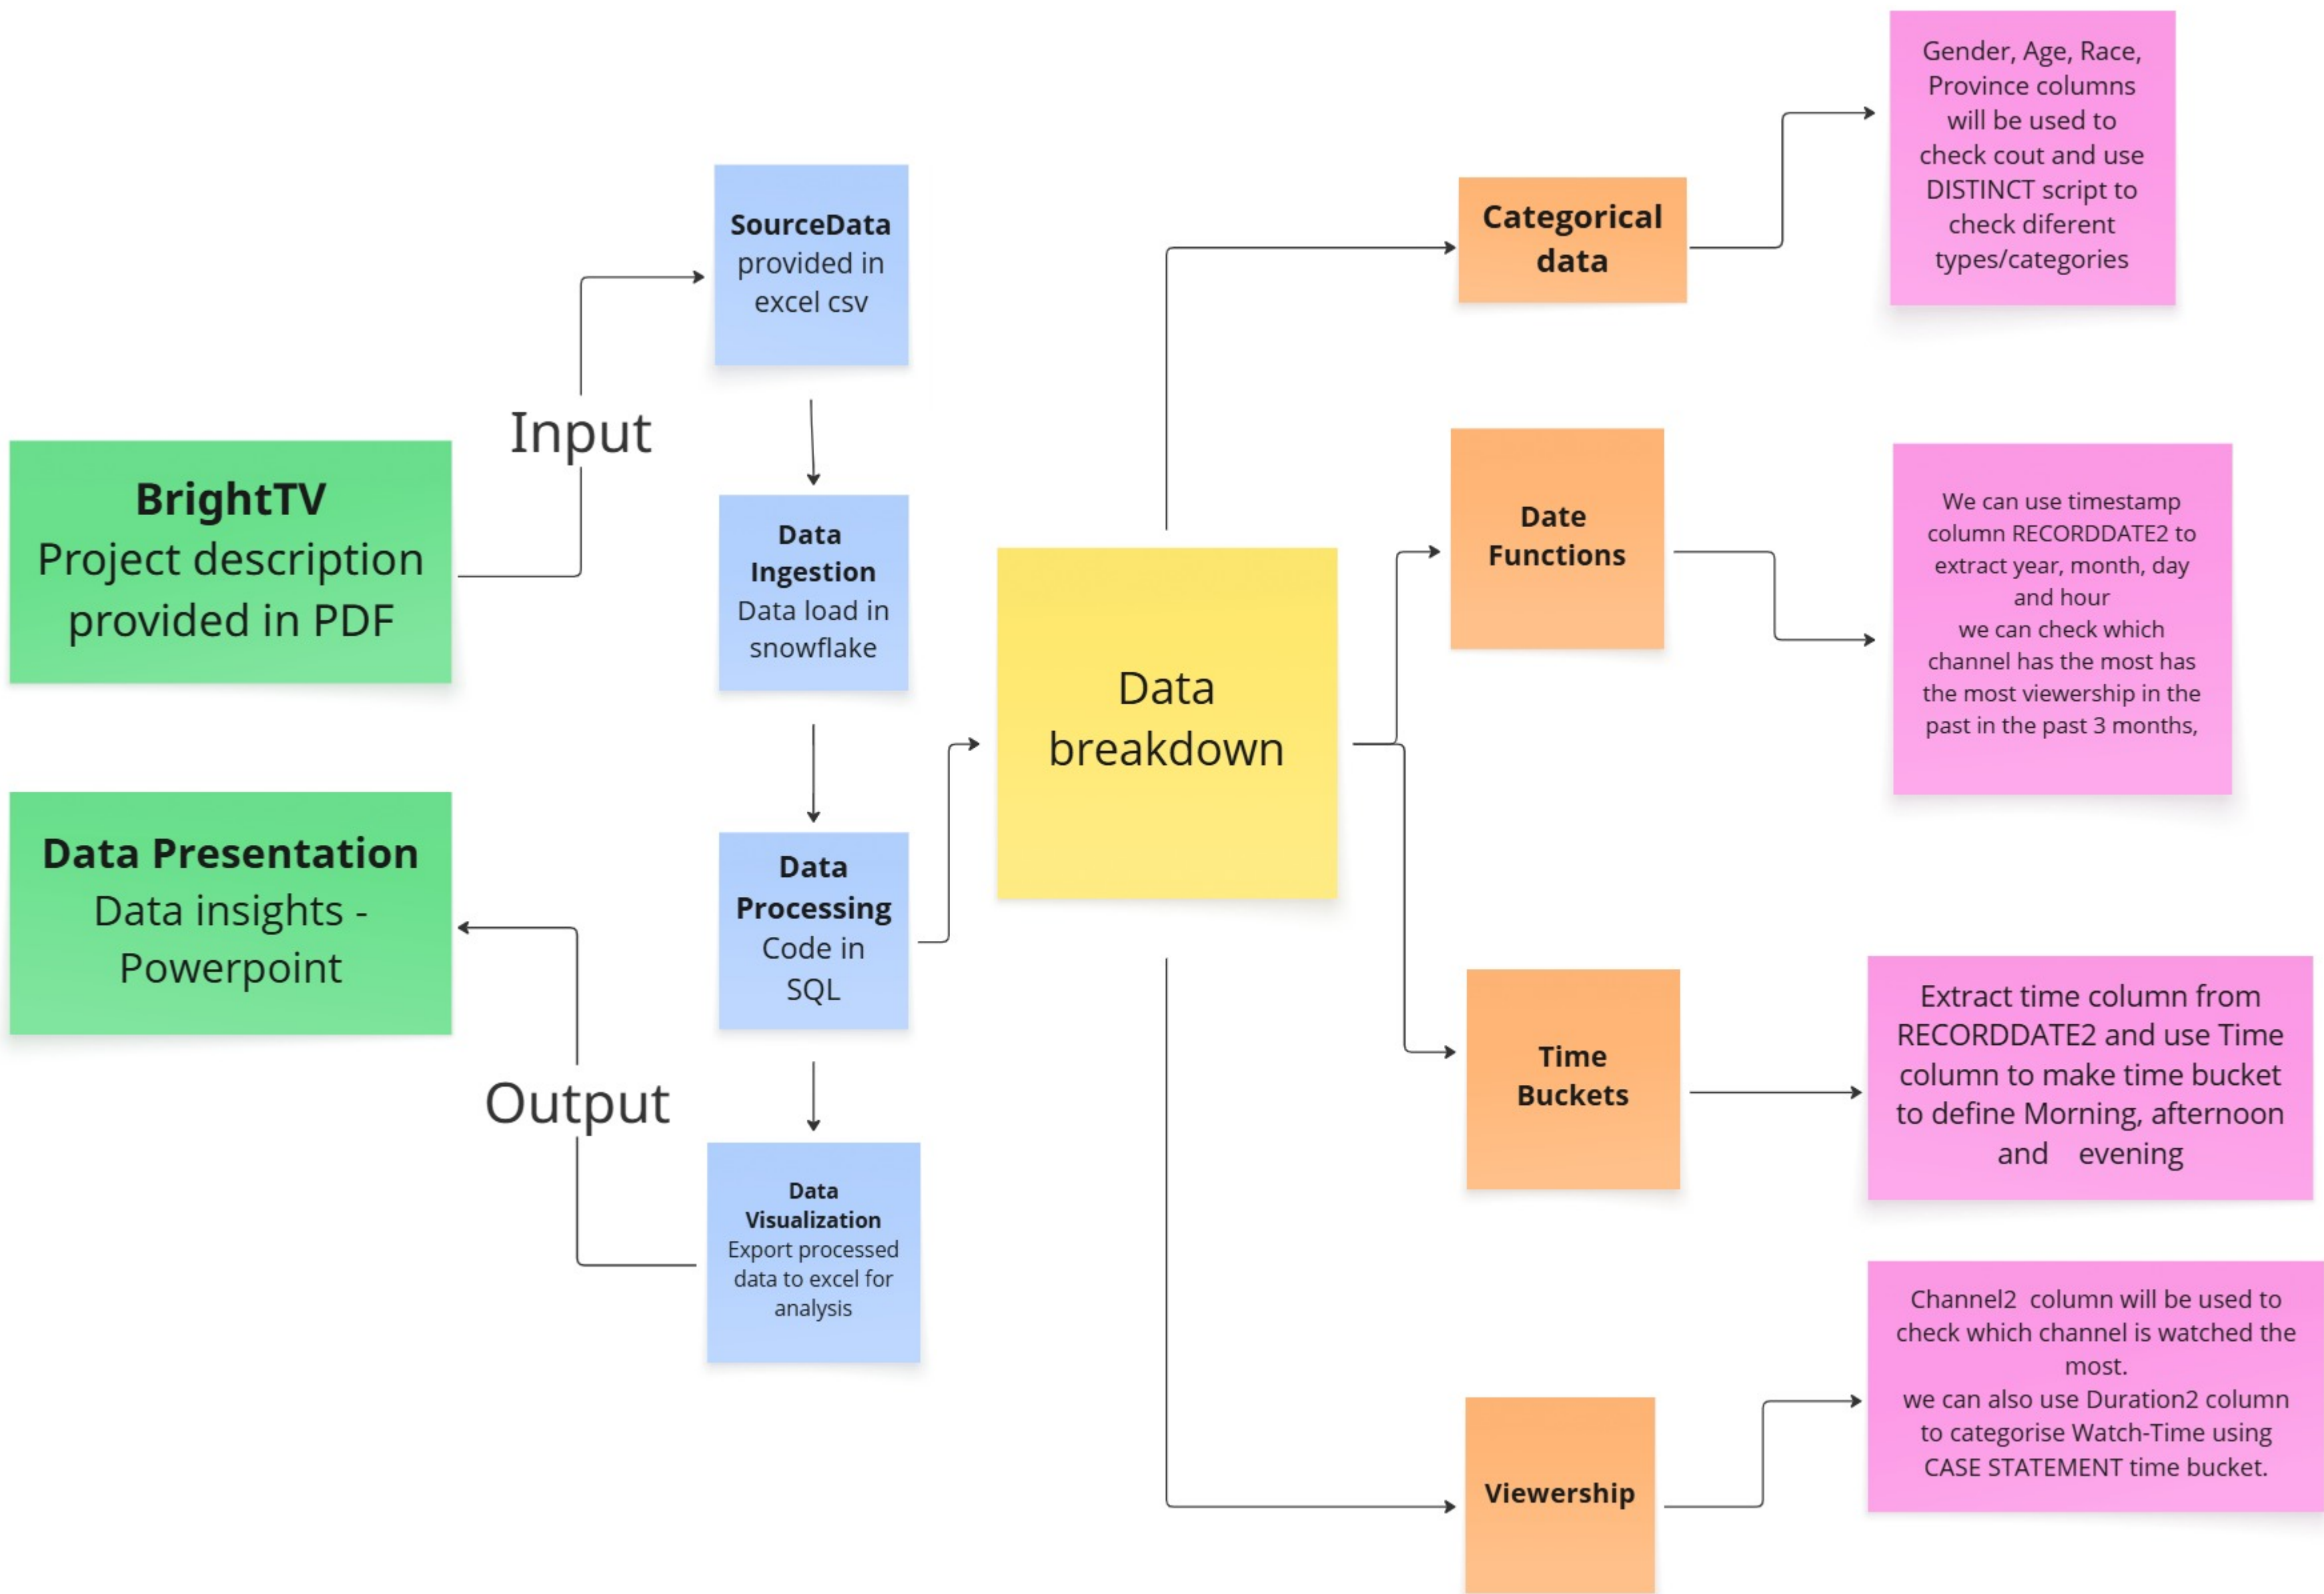 BrightTV
Project description
provided in PDF
Input
SourceData
provided in
excel csv
Data
Ingestion
Data load in
snowflake
Data
Processing
Code in
SQL
Data
Visualization
Export processed
data to excel for
analysis
Output
Data Presentation
Data insights -
Powerpoint
Data
breakdown
Categorical
data
Gender, Age, Race,
Province columns
will be used to
check cout and use
DISTINCT script to
check diferent
types/categories
Date
Functions
We can use timestamp
column RECORDDATE2 to
extract year, month, day
and hour
we can check which
channel has the most has
the most viewership in the
past in the past 3 months,
Time
Buckets
Extract time column from
RECORDDATE2 and use Time
column to make time bucket
to define Morning, afternoon
and evening
Viewership
Channel2 column will be used to
check which channel is watched the
most.
we can also use Duration2 column
to categorise Watch-Time using
CASE STATEMENT time bucket.